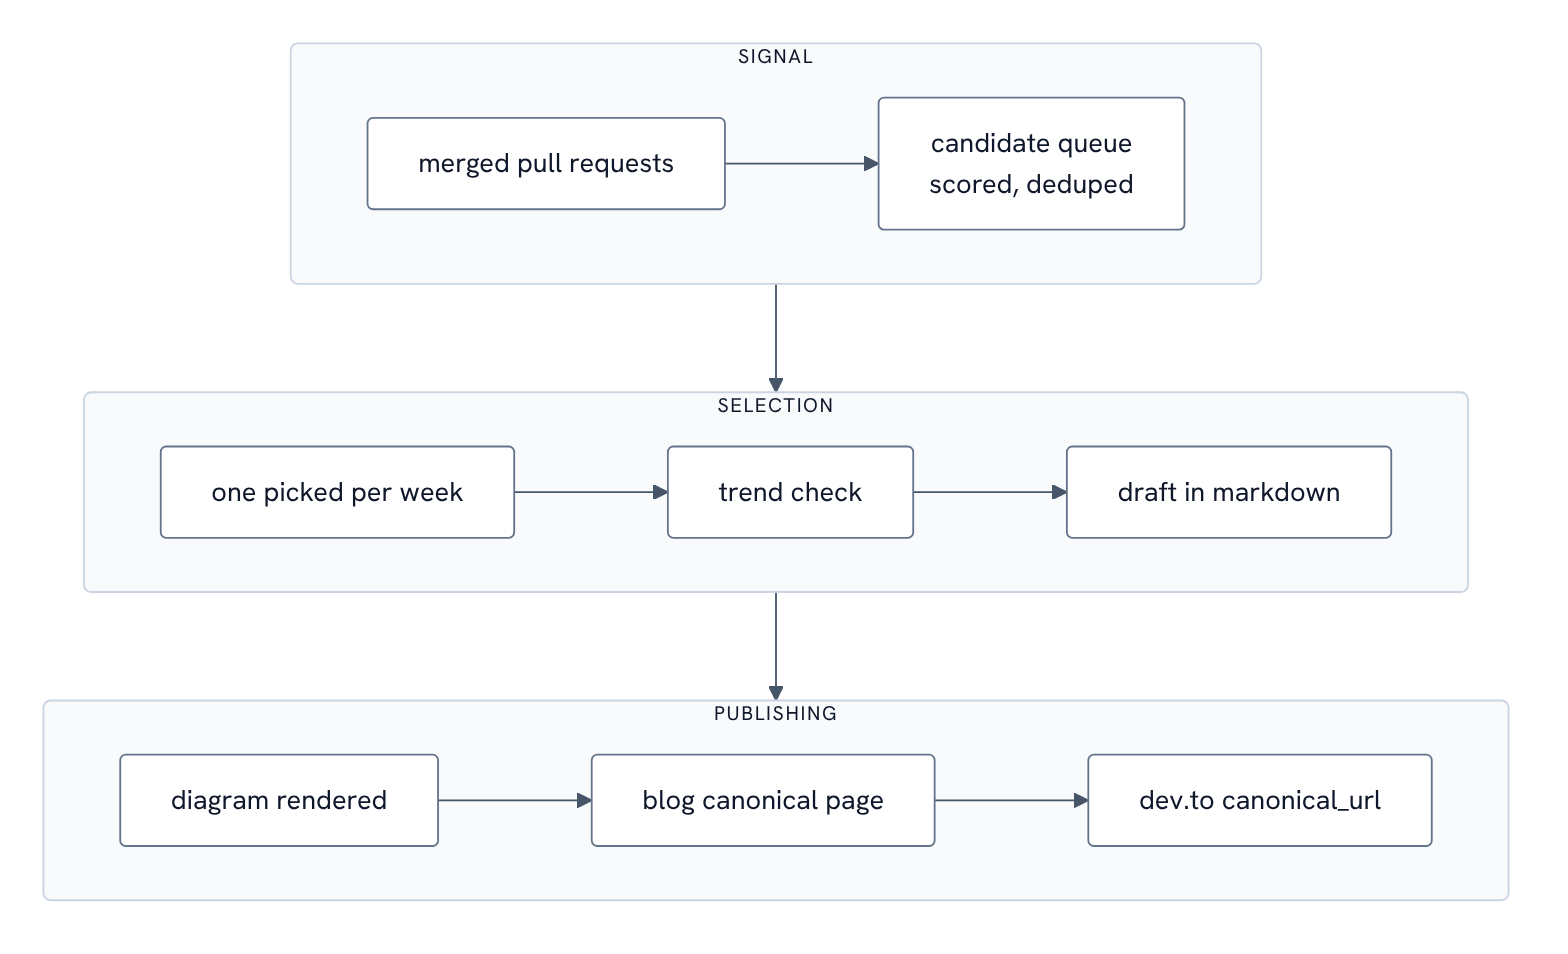 SIGNAL
merged pull requests
candidate queue
scored, deduped
SELECTION
one picked per week
trend check
draft in markdown
PUBLISHING
diagram rendered
blog canonical page
dev.to canonical_url